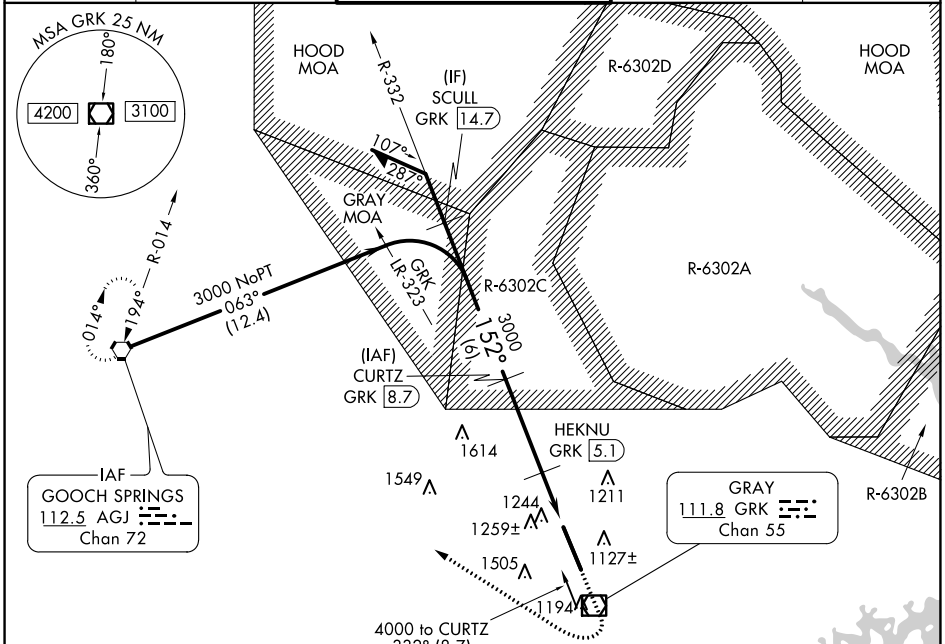 MSA GRK 25 NM
180°
4200
3100
360°
HOOD
MOA
R-332
(IF)
SCULL
GRK 14.7
R-6302D
HOOD
MOA
107°
287°
GRAY
MOA
R-014
014°
194°
3000 NoPT
063°
(12.4)
GRK
LR-323
R-6302C
R-6302A
3000
152°
(6)
(IAF)
CURTZ
GRK 8.7
HEKNU
GRK 5.1
1614
1549
1211
1244
1259±
1127±
1505
1194
R-6302B
IAF
GOOCH SPRINGS
112.5 AGJ
Chan 72
GRAY
111.8 GRK
Chan 55
4000 to CURTZ